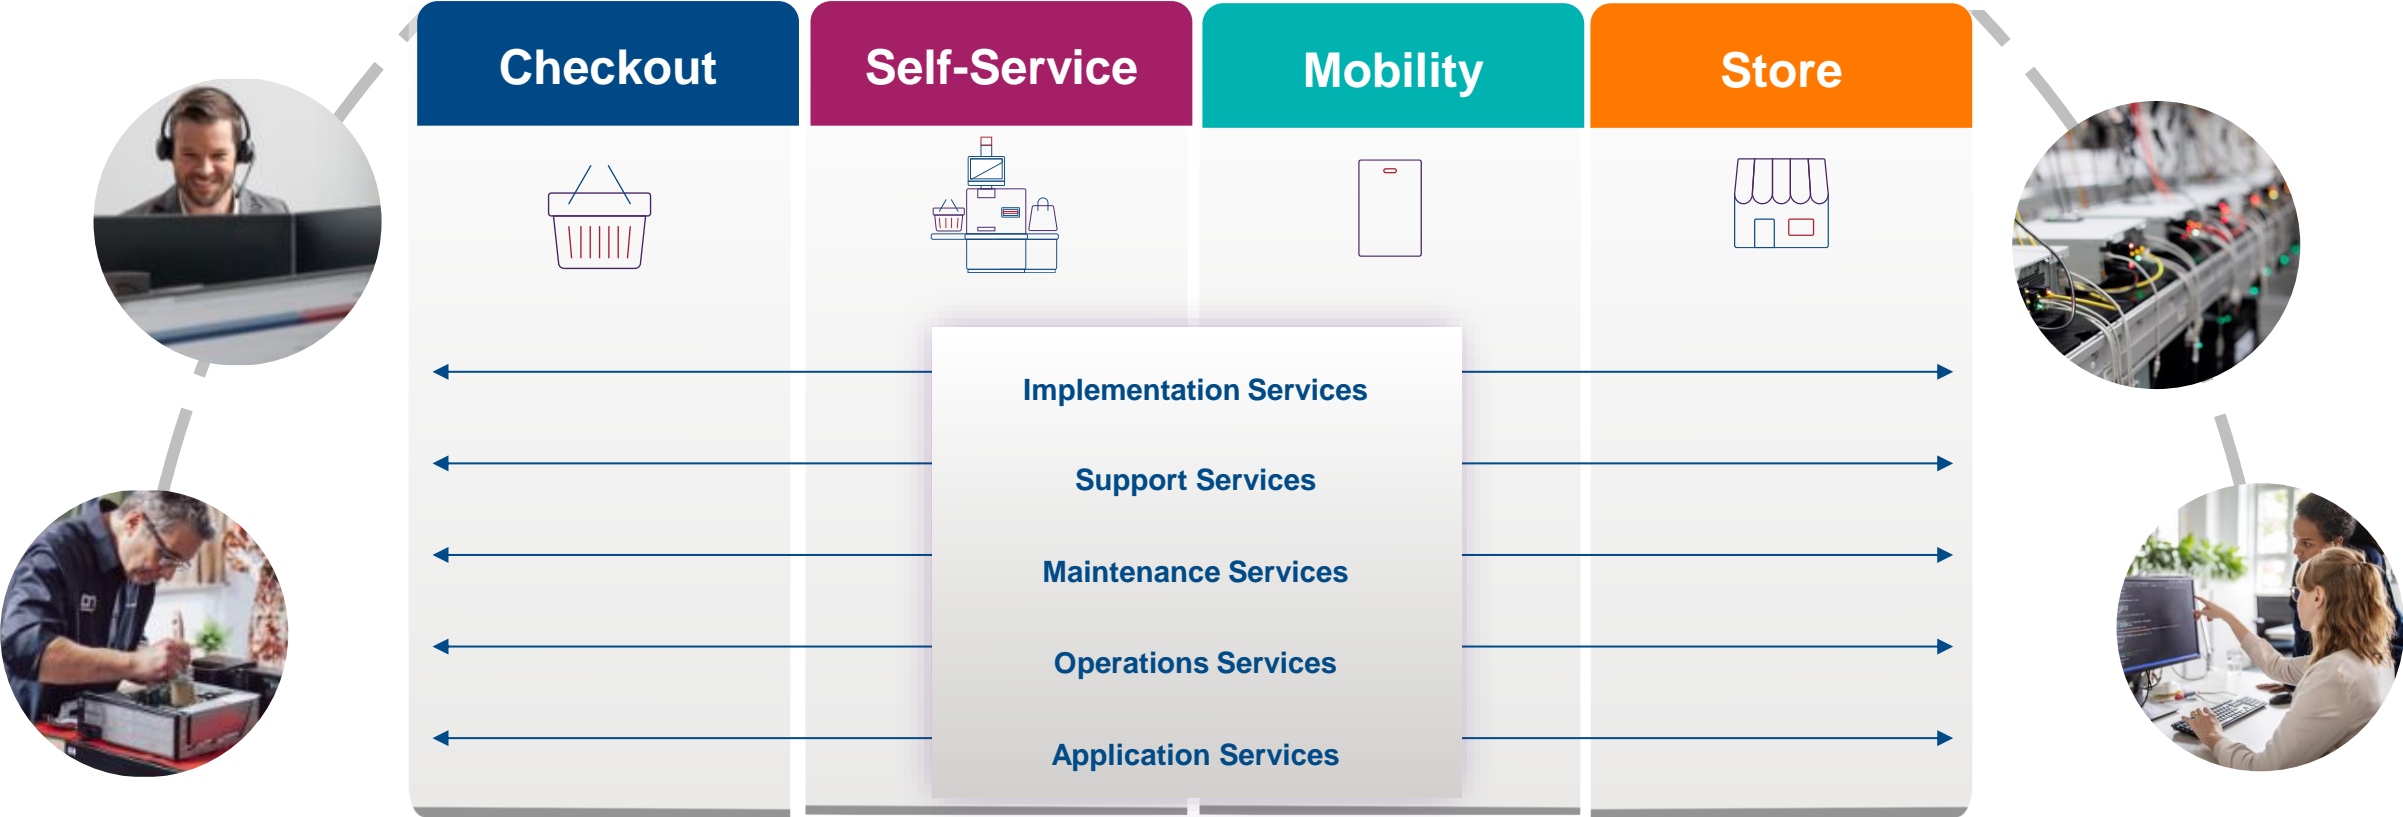 Checkout
Self-Service
Mobility
Store
Implementation Services
Support Services
Maintenance Services
Operations Services
Application Services